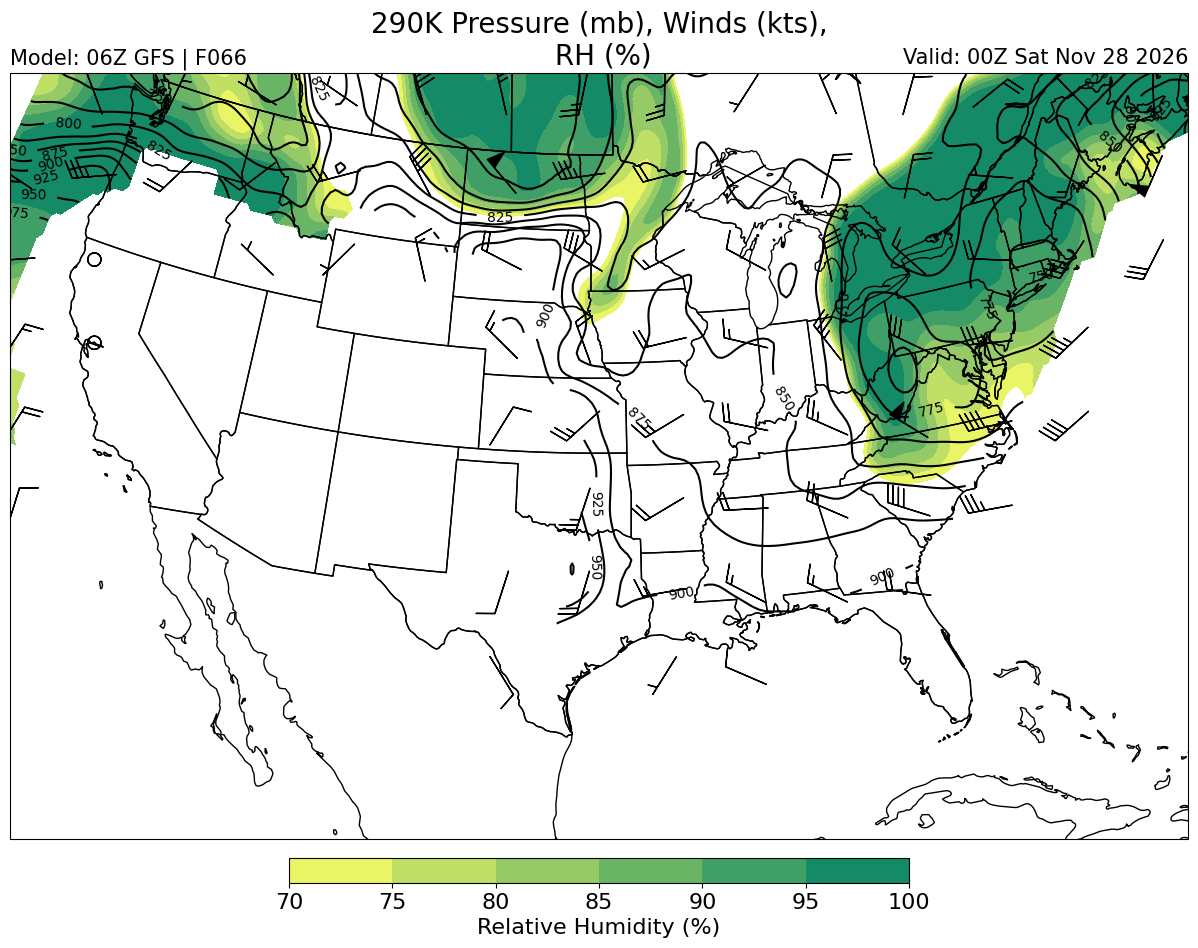 290K Pressure (mb), Winds (kts),
RH (%)
Model: 06Z GFS | F066
Valid: 00Z Sat Nov 28 2026
825
800
825
875
900
925
950
850
825
900
850
875
775
925
950
900
900
70 75 80 85 90 95 100
Relative Humidity (%)